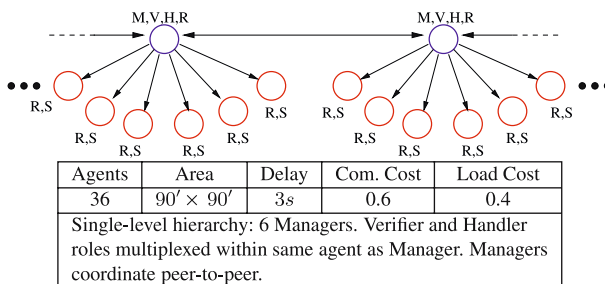 M,V,H,R M,V,H,R
R,S R,S R,S R,S R,S R,S R,S R,S R,S R,S R,S R,S
Agents Area Delay Com. Cost Load Cost
36 90′ × 90′ 3s 0.6 0.4
Single-level hierarchy: 6 Managers. Verifier and Handler
roles multiplexed within same agent as Manager. Managers
coordinate peer-to-peer.